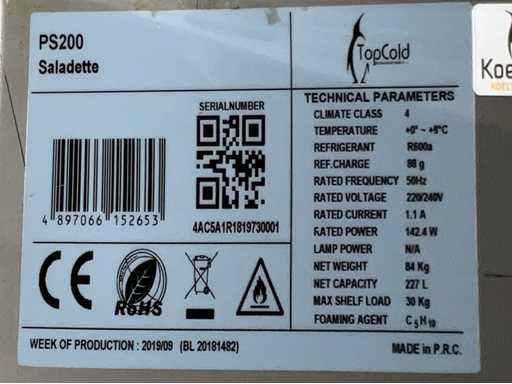 PS200
Saladette
TopCold
Koe
KOELT
SERIALNUMBER
4AC5A1R1819730001
4 897066 152653
TECHNICAL PARAMETERS
CLIMATE CLASS 4
TEMPERATURE +0° ~ +8°C
REFRIGERANT R600a
REF.CHARGE 88 g
RATED FREQUENCY 50Hz
RATED VOLTAGE 220/240V
RATED CURRENT 1.1 A
RATED POWER 142.4 W
LAMP POWER N/A
NET WEIGHT 84 Kg
NET CAPACITY 227 L
MAX SHELF LOAD 30 Kg
FOAMING AGENT C5H10
CE
RoHS
WEEK OF PRODUCTION : 2019/09 (BL 20181482)
MADE in P.R.C.